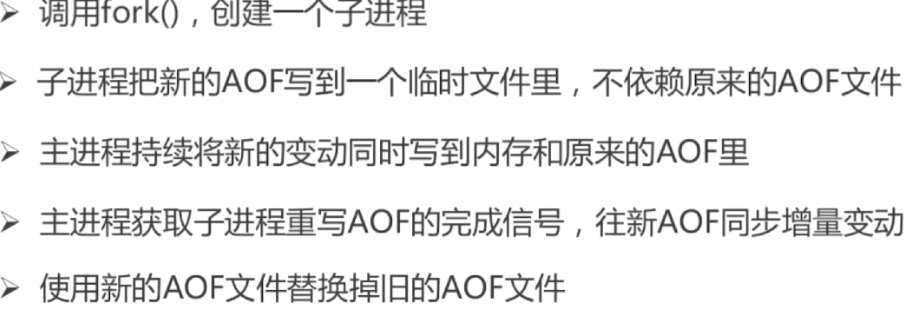 ➢ 调用fork()，创建一个子进程
➢ 子进程把新的AOF写到一个临时文件里，不依赖原来的AOF文件
➢ 主进程持续将新的变动同时写到内存和原来的AOF里
➢ 主进程获取子进程重写AOF的完成信号，往新AOF同步增量变动
➢ 使用新的AOF文件替换掉旧的AOF文件